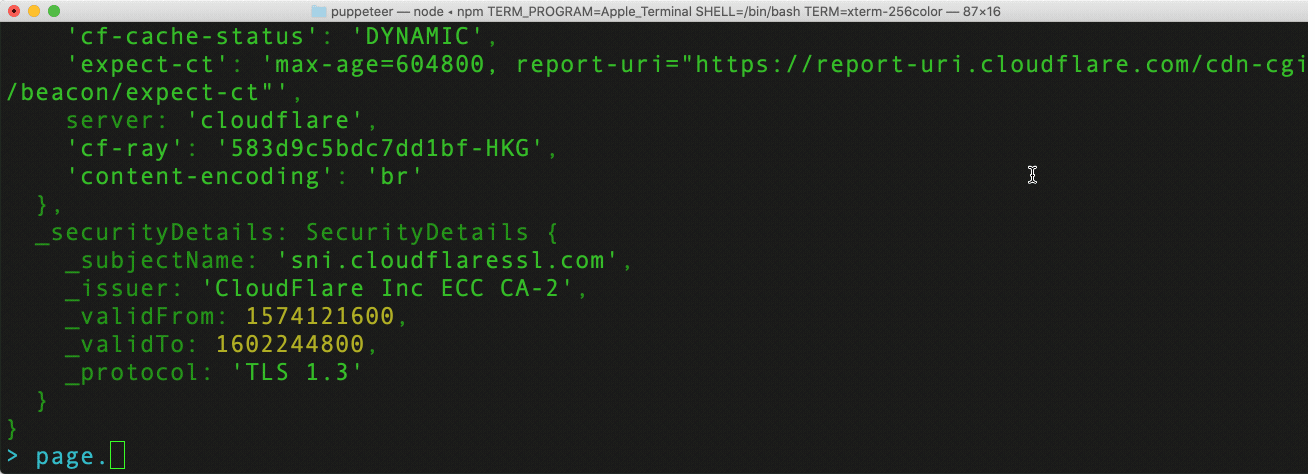 puppeteer — node ◂ npm TERM_PROGRAM=Apple_Terminal SHELL=/bin/bash TERM=xterm-256color — 87×16
'cf-cache-status': 'DYNAMIC',
'expect-ct': 'max-age=604800, report-uri="https://report-uri.cloudflare.com/cdn-cgi
/beacon/expect-ct"',
server: 'cloudflare',
'cf-ray': '583d9c5bdc7dd1bf-HKG',
'content-encoding': 'br'
},
_securityDetails: SecurityDetails {
_subjectName: 'sni.cloudflaressl.com',
_issuer: 'CloudFlare Inc ECC CA-2',
_validFrom: 1574121600,
_validTo: 1602244800,
_protocol: 'TLS 1.3'
}
}
> page.